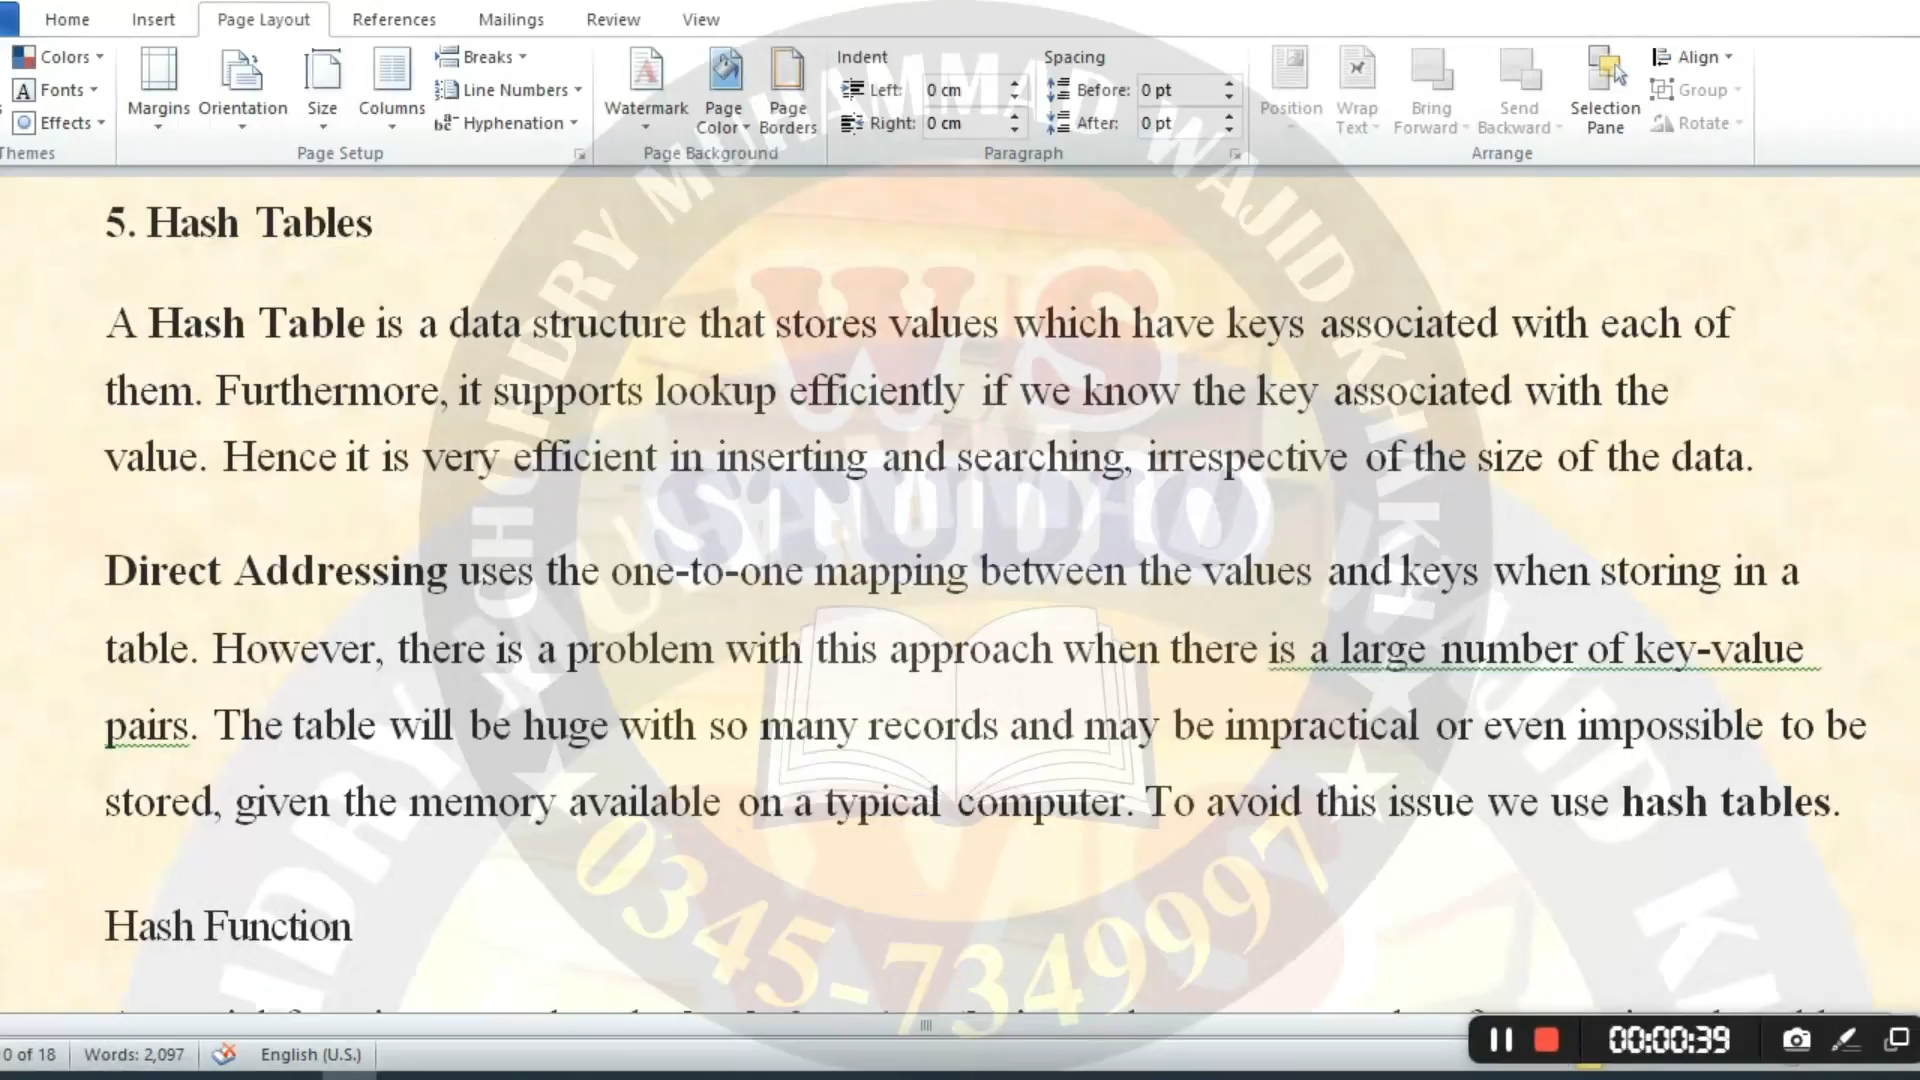 Home Insert Page Layout References Mailings Review View
Colors Breaks Indent Spacing Align
Fonts Line Numbers Left: 0 cm Before: 0 pt Group
Effects Margins Orientation Size Columns Hyphenation Watermark Page Color Page Borders Right: 0 cm After: 0 pt Position Wrap Text Bring Forward Send Backward Selection Pane Rotate
Themes Page Setup Page Background Paragraph Arrange
CHOUDRY MUHAMMAD WAJID KHAKHI
WS
STUDIO
0345-7349997
5. Hash Tables
A Hash Table is a data structure that stores values which have keys associated with each of
them. Furthermore, it supports lookup efficiently if we know the key associated with the
value. Hence it is very efficient in inserting and searching, irrespective of the size of the data.
Direct Addressing uses the one-to-one mapping between the values and keys when storing in a
table. However, there is a problem with this approach when there is a large number of key-value
pairs. The table will be huge with so many records and may be impractical or even impossible to be
stored, given the memory available on a typical computer. To avoid this issue we use hash tables.
Hash Function
0 of 18 Words: 2,097 English (U.S.)
00:00:39